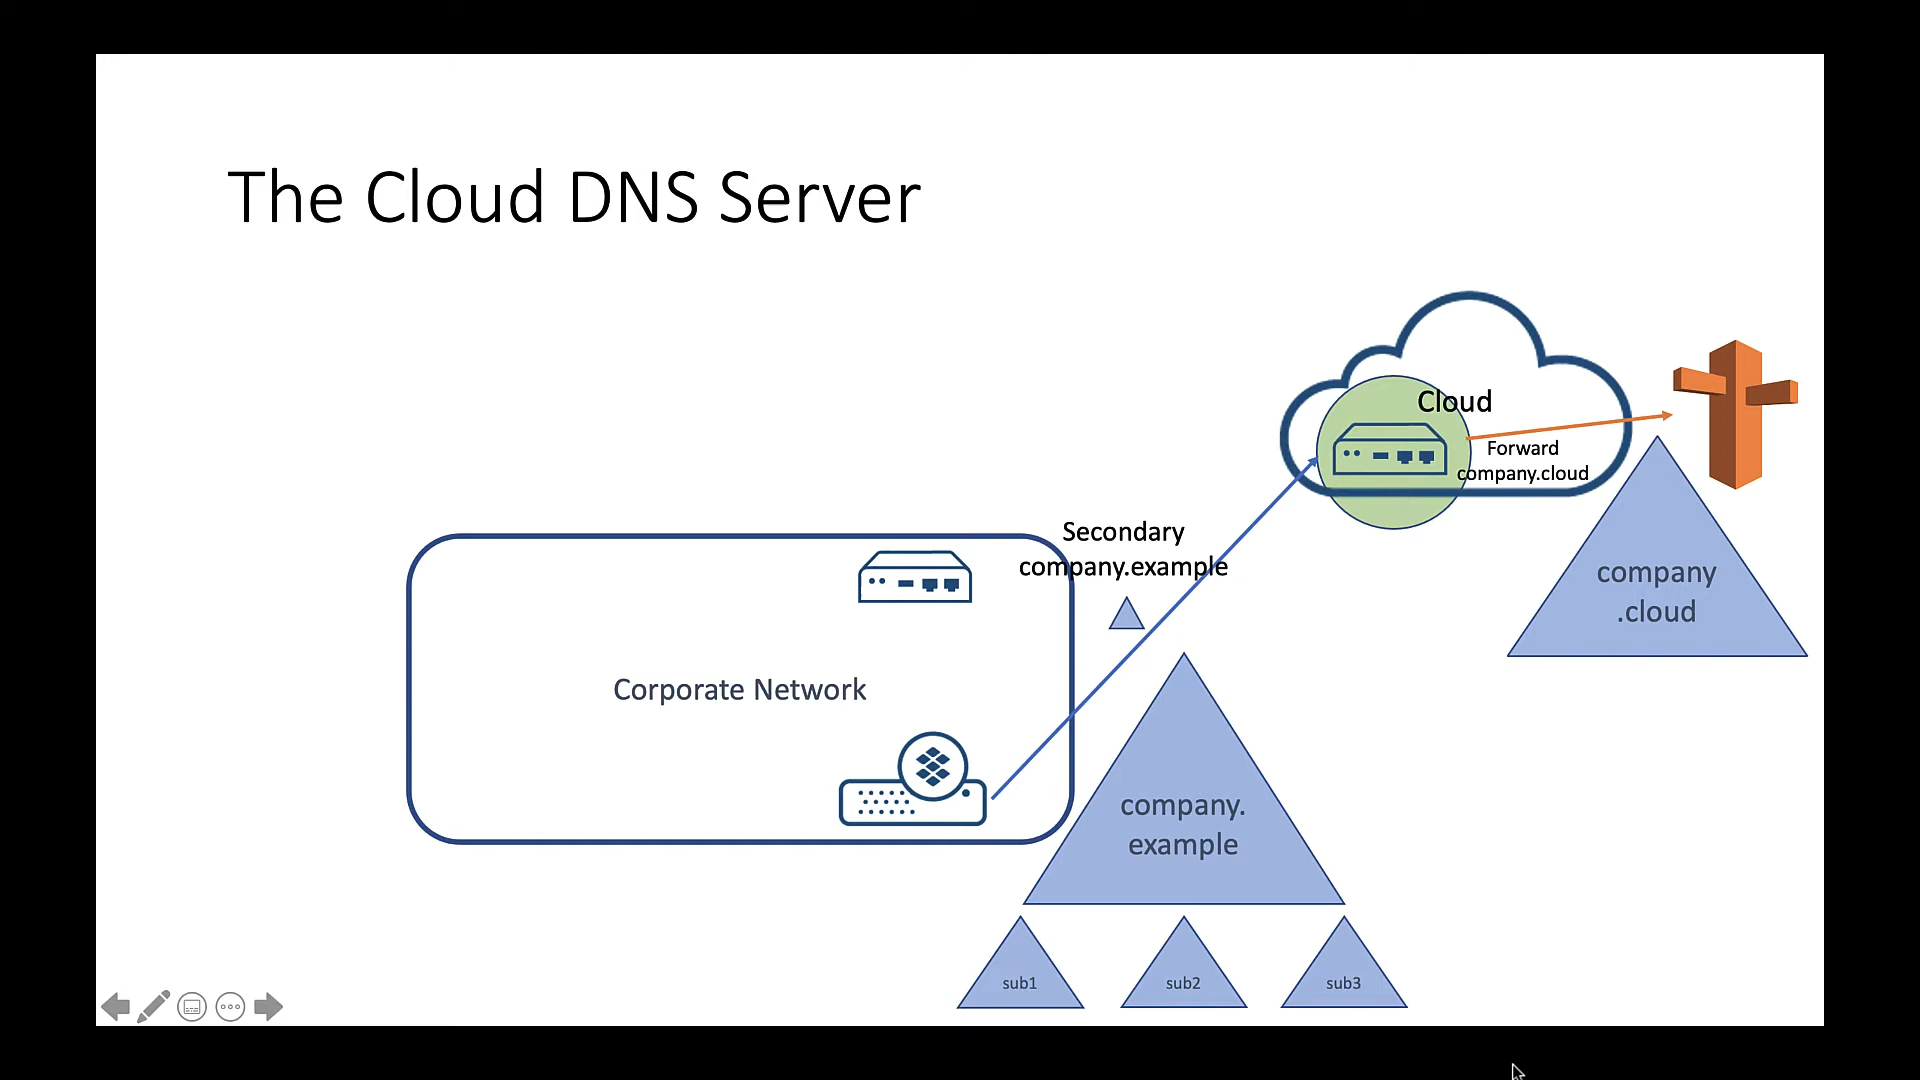 The Cloud DNS Server
Cloud
Forward
company.cloud
Secondary
company.example
company
.cloud
Corporate Network
company.
example
sub1
sub2
sub3